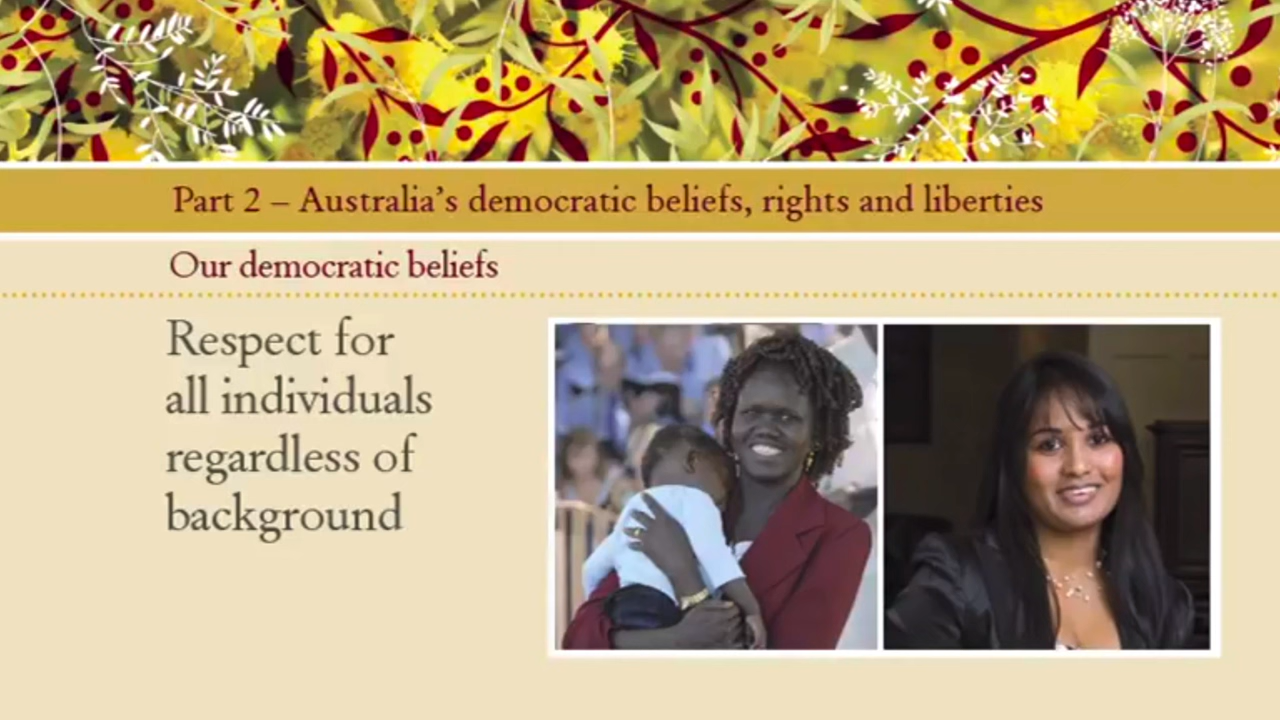 Part 2 – Australia’s democratic beliefs, rights and liberties
Our democratic beliefs
Respect for
all individuals
regardless of
background